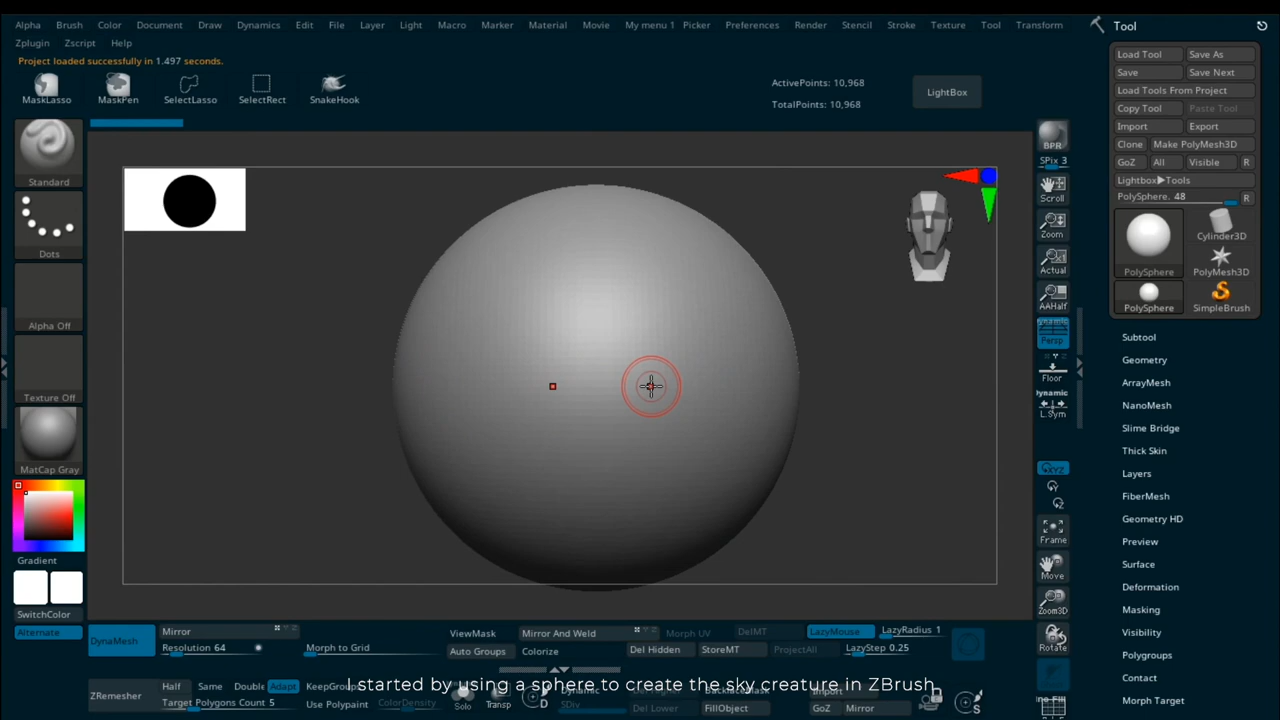 Alpha Brush Color Document Draw Dynamics Edit File Layer Light Macro Marker Material Movie My menu 1 Picker Preferences Render Stencil Stroke Texture Tool Transform
Zplugin Zscript Help
Project loaded successfully in 1.497 seconds.
MaskLasso MaskPen SelectLasso SelectRect SnakeHook
ActivePoints: 10,968
TotalPoints: 10,968
LightBox
Standard
Dots
Alpha Off
Texture Off
MatCap Gray
Gradient
SwitchColor
Alternate
BPR
SPix 3
Scroll
Zoom
Actual
AAHalf
Dynamic
Persp
Floor
Dynamic
L.Sym
XYZ
Y
Z
Frame
Move
Zoom3D
Rotate
Tool
Load Tool Save As
Save Save Next
Load Tools From Project
Copy Tool Paste Tool
Import Export
Clone Make PolyMesh3D
GoZ All Visible R
Lightbox▶Tools
PolySphere. 48 R
PolySphere Cylinder3D
PolyMesh3D
PolySphere SimpleBrush
Subtool
Geometry
ArrayMesh
NanoMesh
Slime Bridge
Thick Skin
Layers
FiberMesh
Geometry HD
Preview
Surface
Deformation
Masking
Visibility
Polygroups
Contact
Morph Target
DynaMesh Mirror
Resolution 64 Morph to Grid
ViewMask Mirror And Weld Morph UV DelMT LazyMouse LazyRadius 1
Auto Groups Colorize Del Hidden StoreMT ProjectAll LazyStep 0.25
ZRemesher Half Same Double Adapt KeepGroups
Target Polygons Count 5 Use Polypaint ColorDensity
Solo Transp Dynamic
SDiv Del Lower FillObject Import
GoZ Mirror
I started by using a sphere to create the sky creature in ZBrush